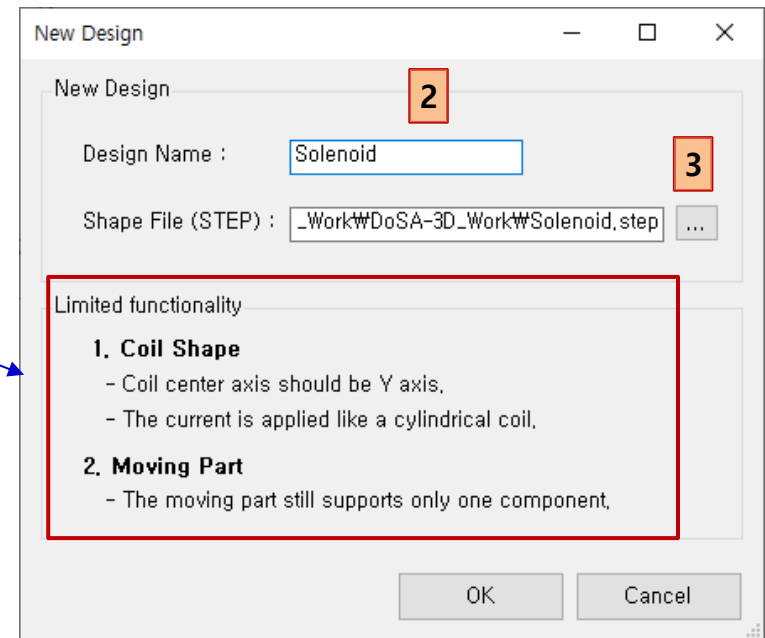 New Design
New Design
2
Design Name : Solenoid
3
Shape File (STEP) : _Work₩DoSA-3D_Work₩Solenoid.step ...
Limited functionality
1. Coil Shape
- Coil center axis should be Y axis.
- The current is applied like a cylindrical coil.
2. Moving Part
- The moving part still supports only one component.
OK Cancel